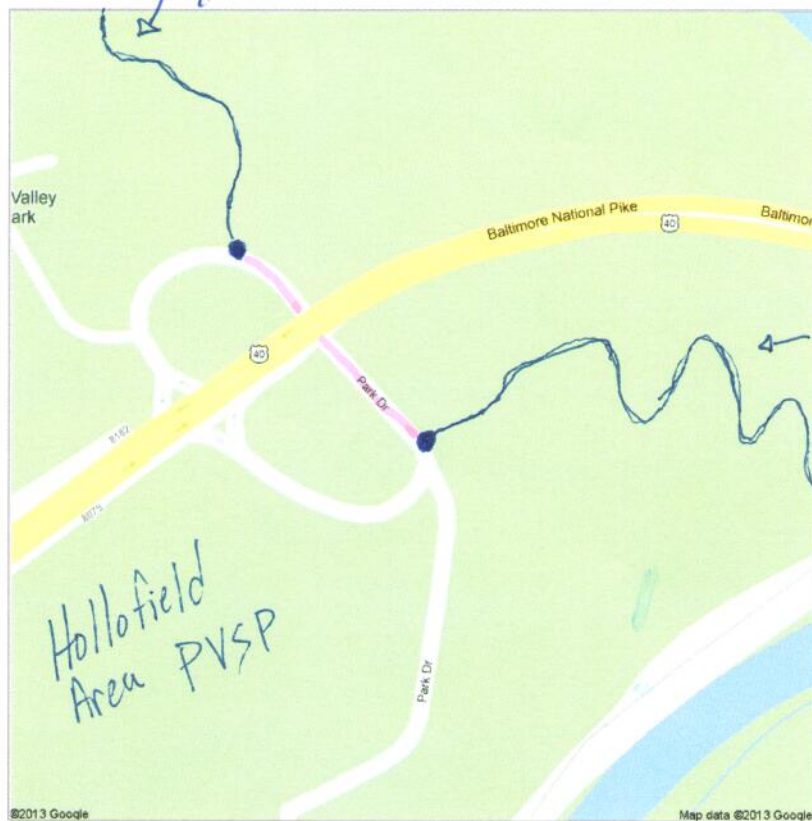 Valley
ark
Baltimore National Pike
Baltimor
40
40
Park Dr
8182
Hollofield
Area PVSP
Park Dr
©2013 Google
Map data ©2013 Google